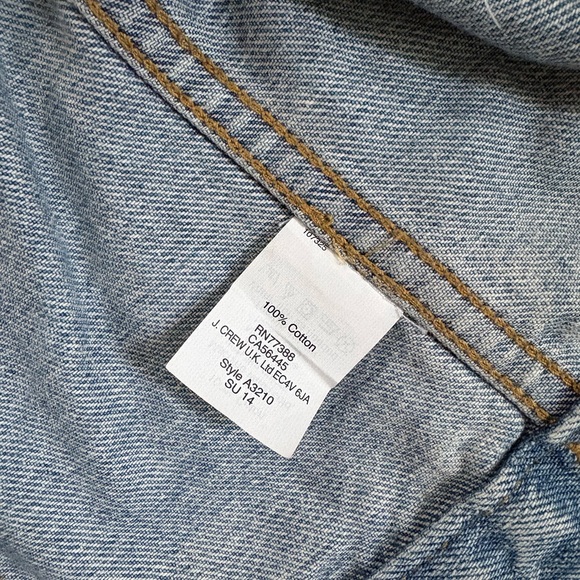 100% Cotton
RN77388
CA56445
J. CREW U.K. Ltd EC4V 6JA
Style A3210
SU 14